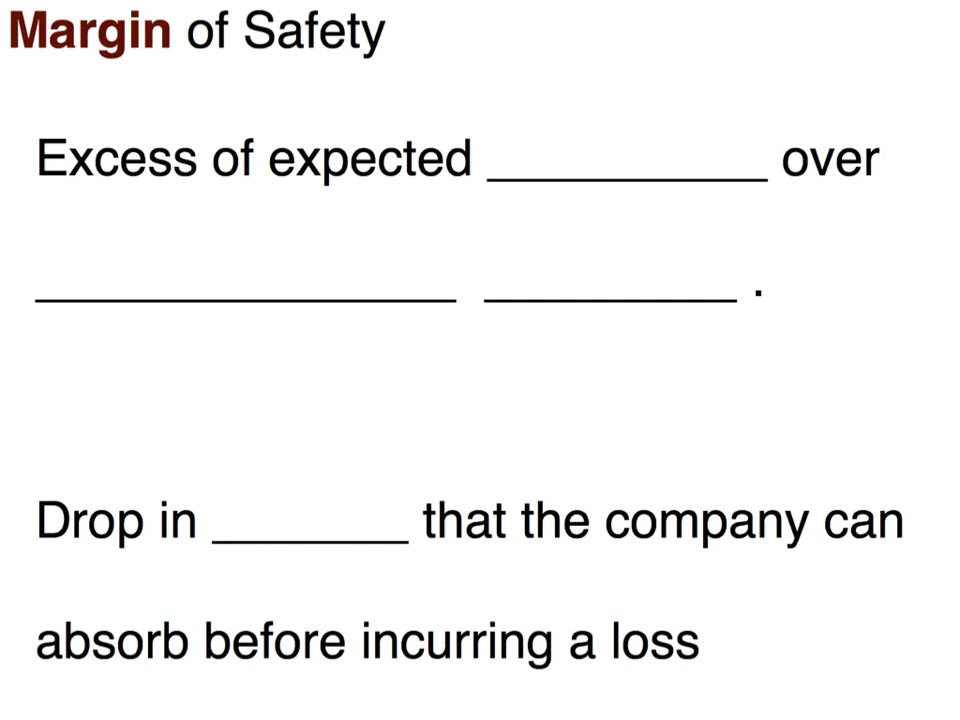 Margin of Safety
Excess of expected __________ over
_______________ _________ .
Drop in _______ that the company can
absorb before incurring a loss